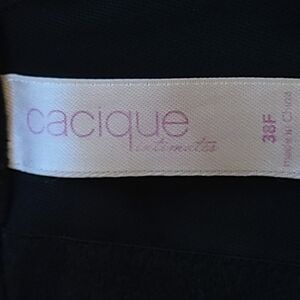 cacique
intimates
38F
made in China